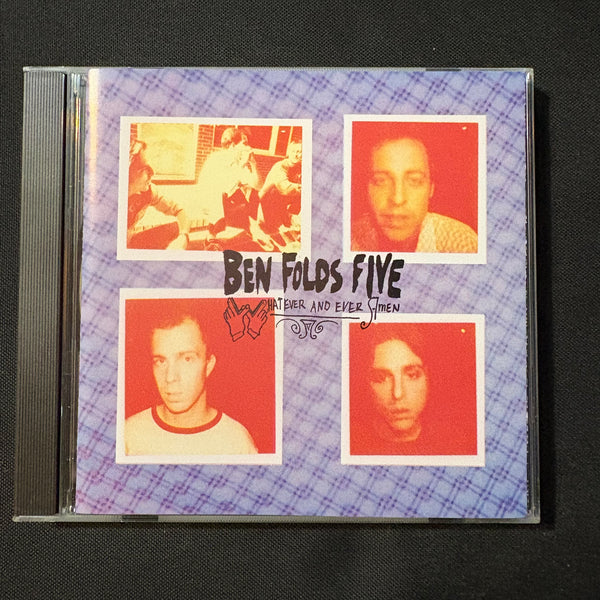 BEN FOLDS FIVE
WHATEVER AND EVER AMEN